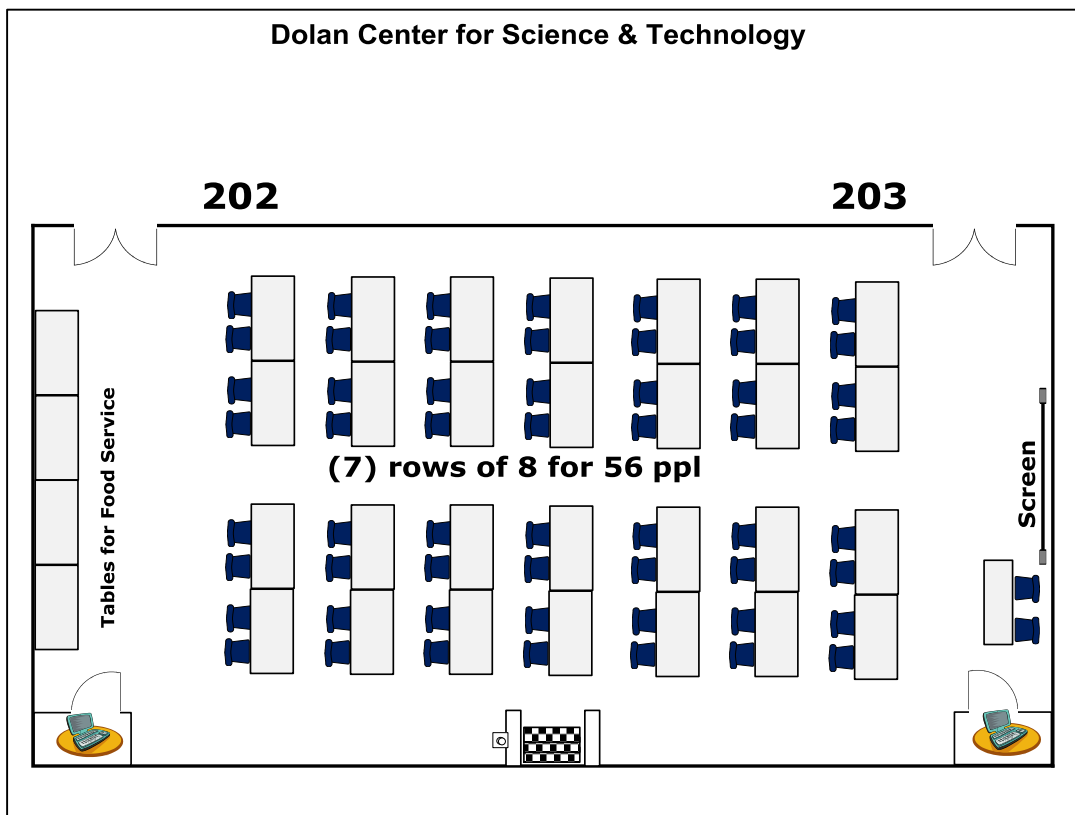 Dolan Center for Science & Technology
202
203
Tables for Food Service
(7) rows of 8 for 56 ppl
Screen